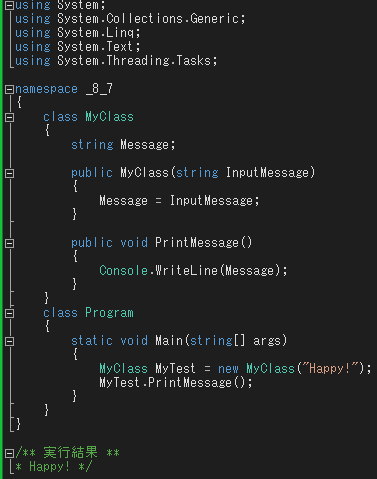 using System;
using System.Collections.Generic;
using System.Linq;
using System.Text;
using System.Threading.Tasks;
namespace _8_7
{
class MyClass
{
string Message;
public MyClass(string InputMessage)
{
Message = InputMessage;
}
public void PrintMessage()
{
Console.WriteLine(Message);
}
}
class Program
{
static void Main(string[] args)
{
MyClass MyTest = new MyClass("Happy!");
MyTest.PrintMessage();
}
}
}
/** 実行結果 **
* Happy! */